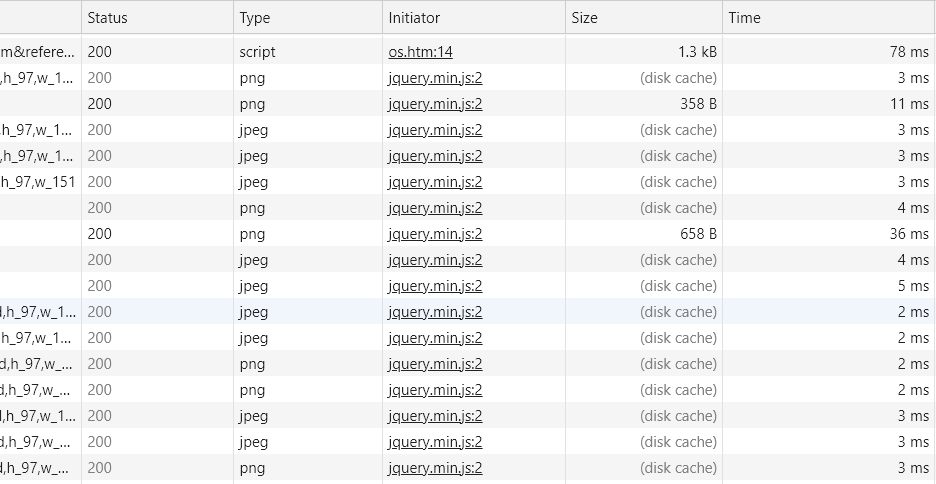 Status Type Initiator Size Time
m&refere... 200 script os.htm:14 1.3 kB 78 ms
,h_97,w_1... 200 png jquery.min.js:2 (disk cache) 3 ms
200 png jquery.min.js:2 358 B 11 ms
,h_97,w_1... 200 jpeg jquery.min.js:2 (disk cache) 3 ms
,h_97,w_1... 200 jpeg jquery.min.js:2 (disk cache) 3 ms
h_97,w_151 200 jpeg jquery.min.js:2 (disk cache) 3 ms
200 png jquery.min.js:2 (disk cache) 4 ms
200 png jquery.min.js:2 658 B 36 ms
200 jpeg jquery.min.js:2 (disk cache) 4 ms
200 jpeg jquery.min.js:2 (disk cache) 5 ms
d,h_97,w_1... 200 jpeg jquery.min.js:2 (disk cache) 2 ms
,h_97,w_1... 200 jpeg jquery.min.js:2 (disk cache) 2 ms
d,h_97,w_... 200 png jquery.min.js:2 (disk cache) 2 ms
d,h_97,w_... 200 png jquery.min.js:2 (disk cache) 2 ms
l,h_97,w_1... 200 jpeg jquery.min.js:2 (disk cache) 3 ms
d,h_97,w_... 200 jpeg jquery.min.js:2 (disk cache) 3 ms
d,h_97,w_... 200 png jquery.min.js:2 (disk cache) 3 ms